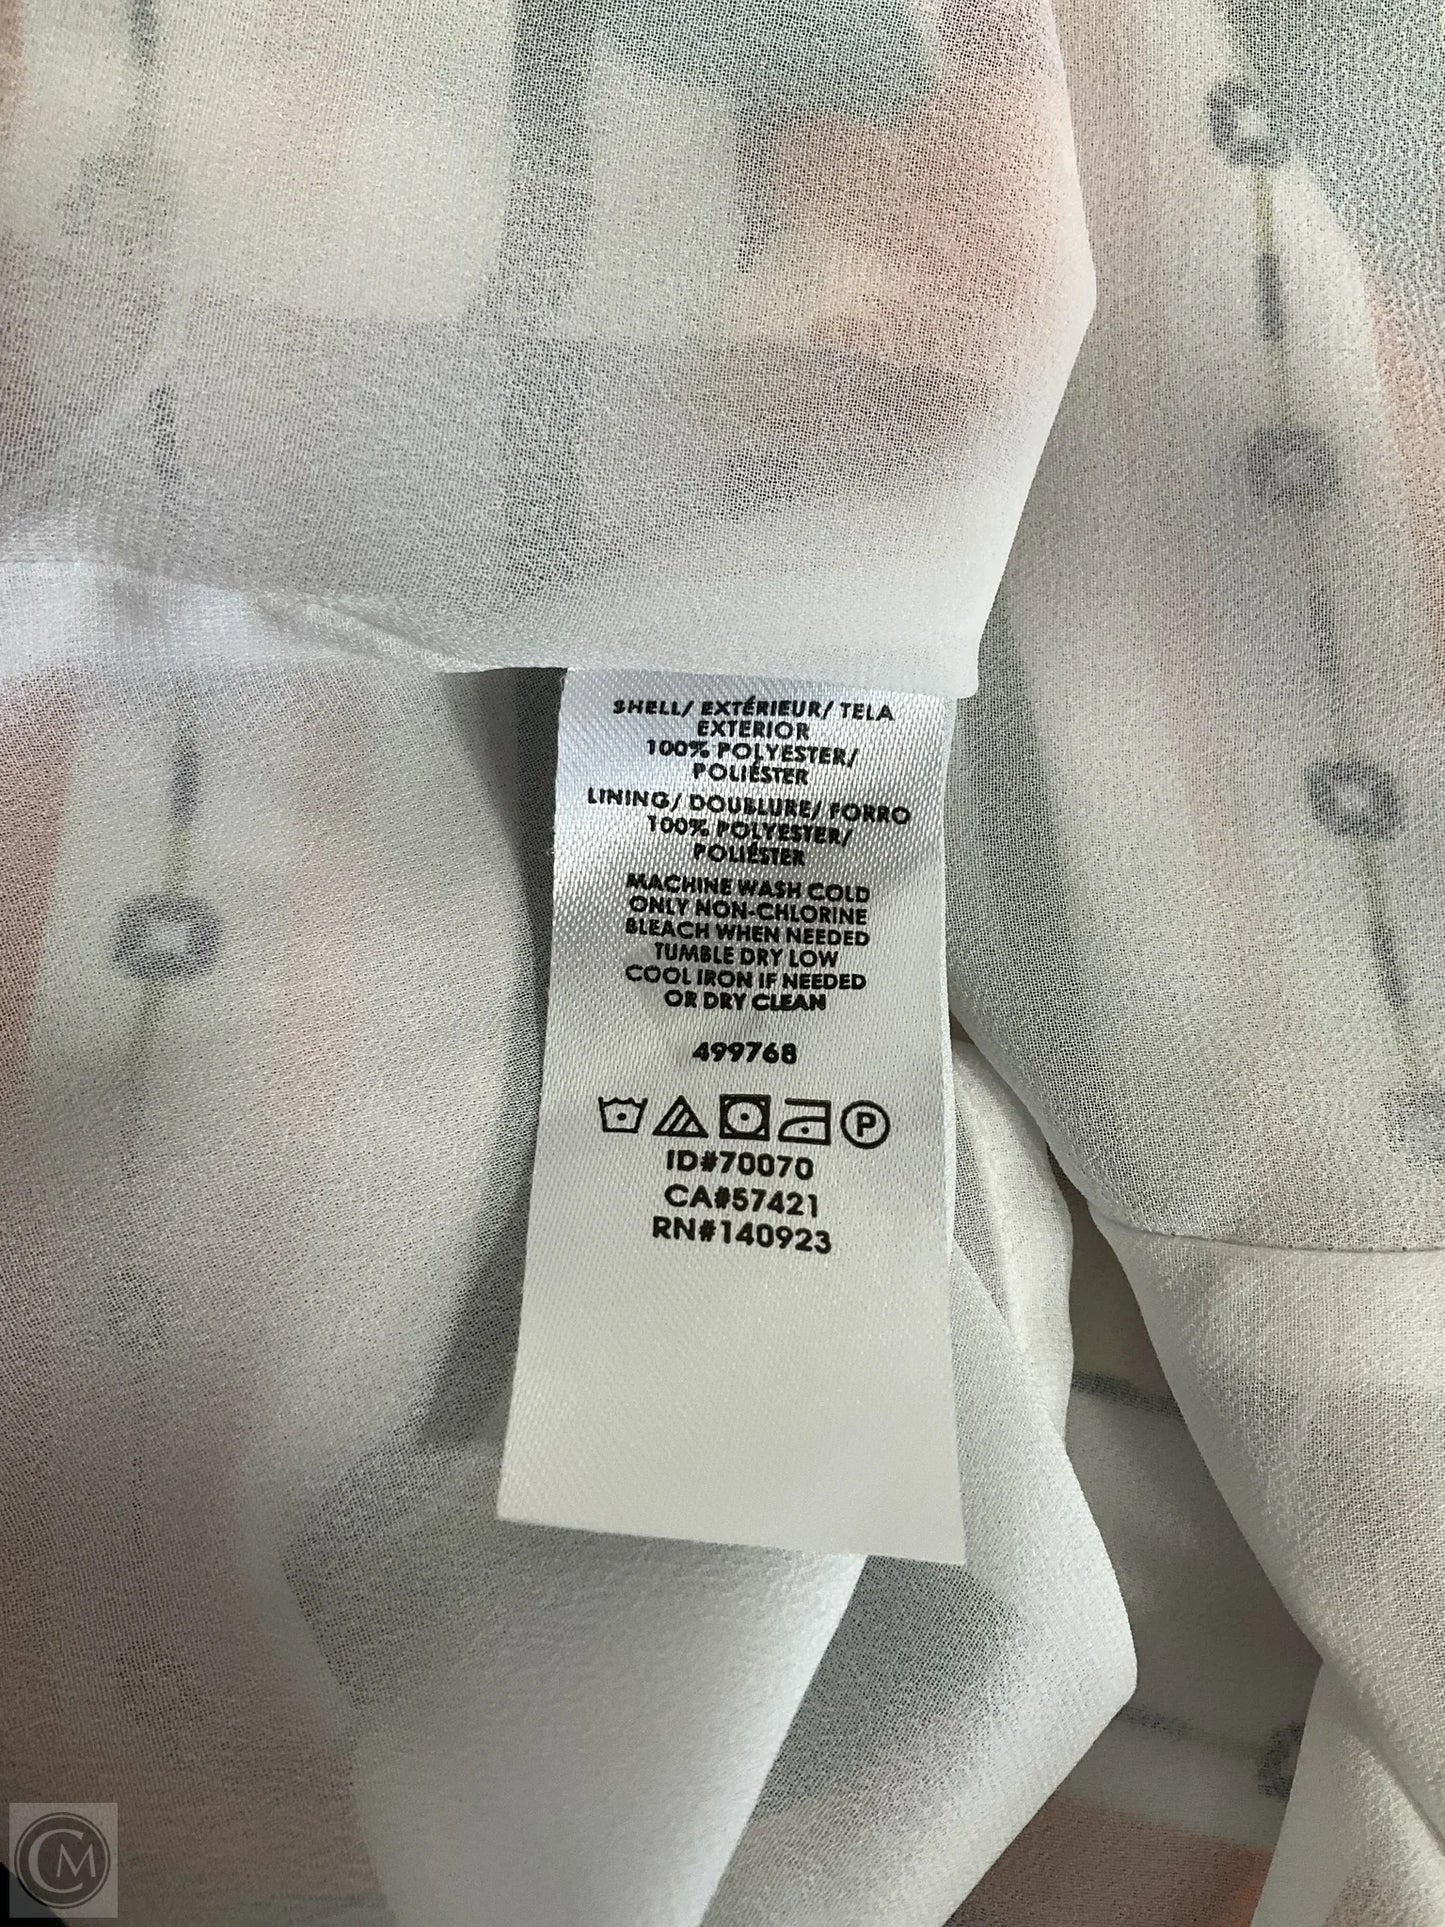 SHELL/ EXTÉRIEUR/ TELA
EXTERIOR
100% POLYESTER/
POLIÉSTER
LINING/ DOUBLURE/ FORRO
100% POLYESTER/
POLIÉSTER
MACHINE WASH COLD
ONLY NON-CHLORINE
BLEACH WHEN NEEDED
TUMBLE DRY LOW
COOL IRON IF NEEDED
OR DRY CLEAN
499768
P
ID#70070
CA#57421
RN#140923
CM